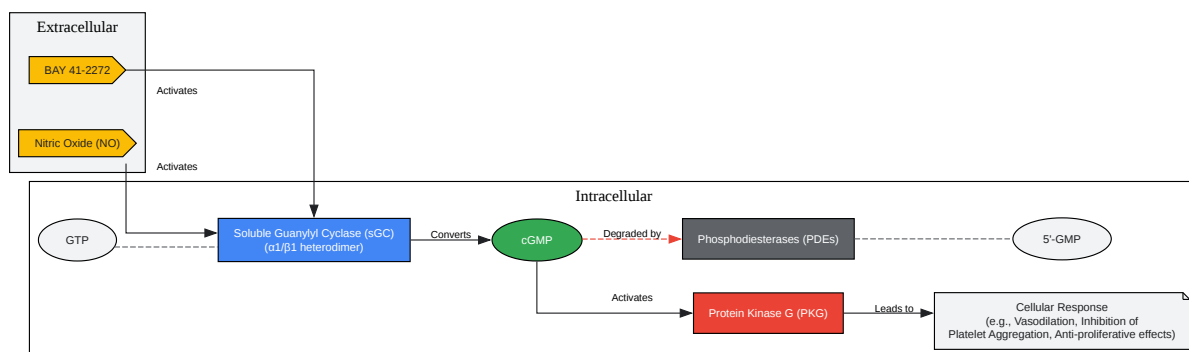 Extracellular
BAY 41-2272
Activates
Nitric Oxide (NO)
Activates
Intracellular
GTP
Soluble Guanylyl Cyclase (sGC)
(α1/β1 heterodimer)
Converts
cGMP
Degraded by
Phosphodiesterases (PDEs)
5'-GMP
Activates
Protein Kinase G (PKG)
Leads to
Cellular Response
(e.g., Vasodilation, Inhibition of
Platelet Aggregation, Anti-proliferative effects)